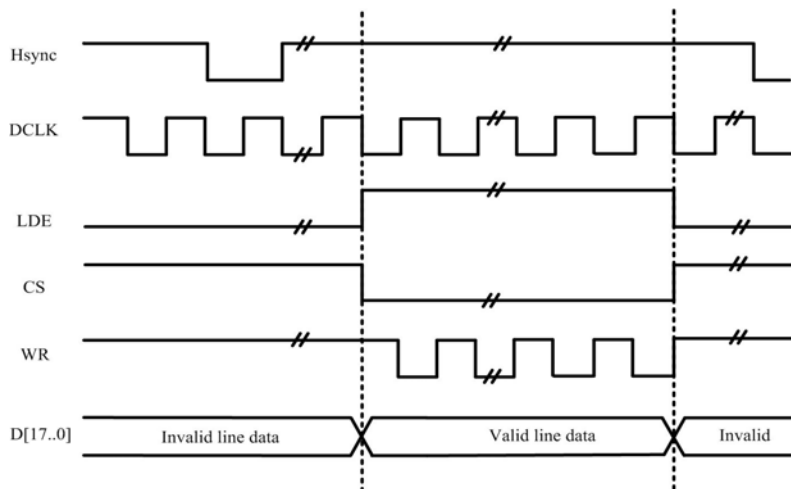 Hsync
DCLK
LDE
CS
WR
D[17..0] Invalid line data Valid line data Invalid